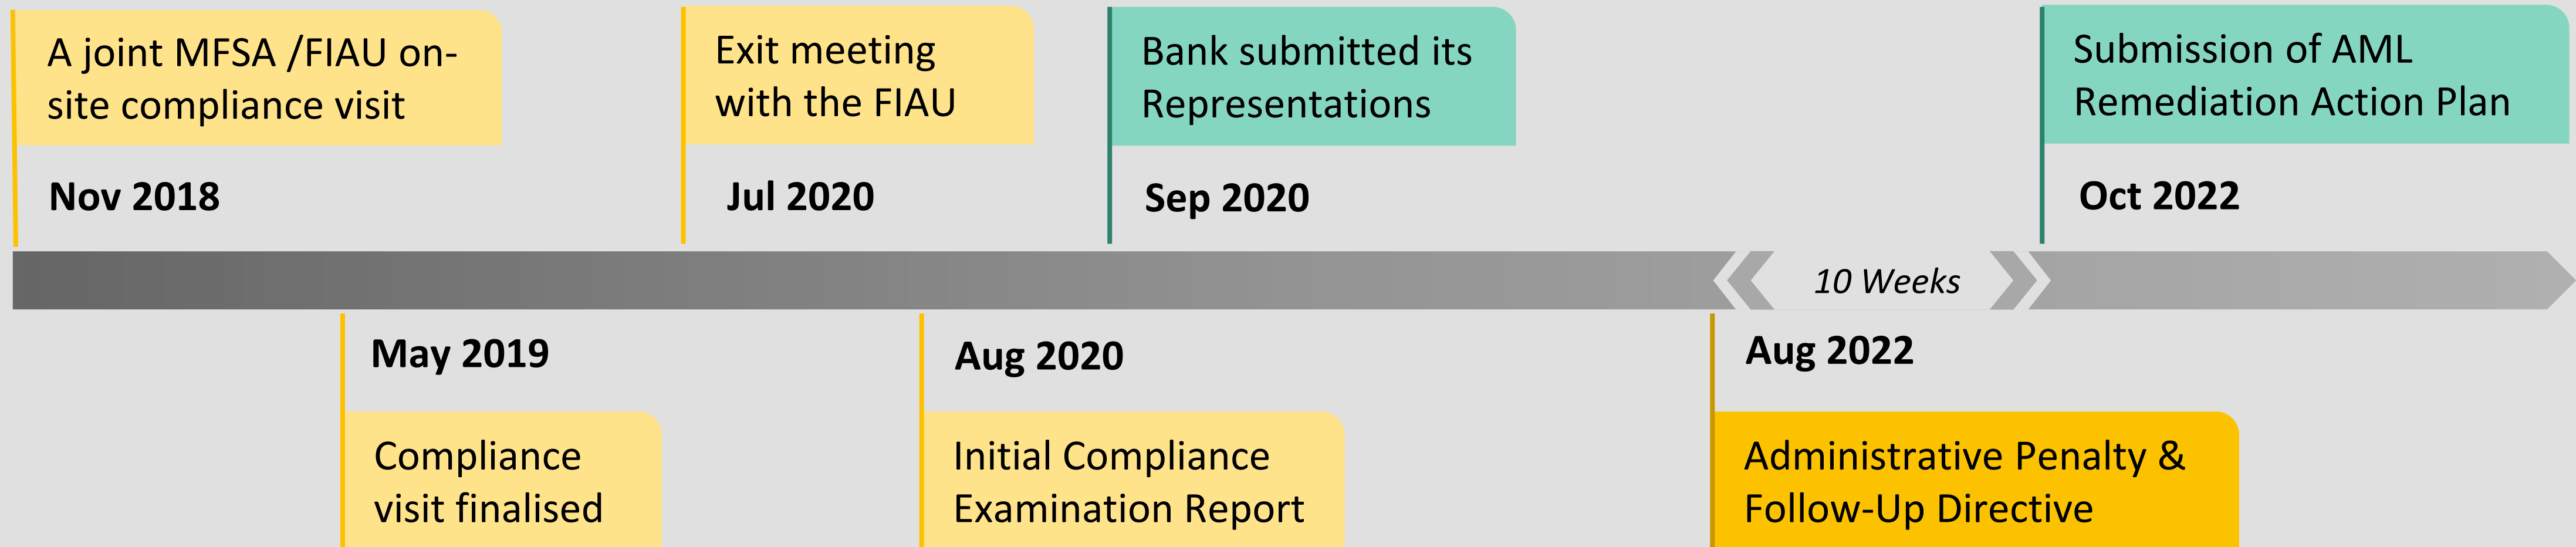 A joint MFSA /FIAU on-
site compliance visit
Nov 2018
Exit meeting
with the FIAU
Jul 2020
Bank submitted its
Representations
Sep 2020
Submission of AML
Remediation Action Plan
Oct 2022
10 Weeks
May 2019
Compliance
visit finalised
Aug 2020
Initial Compliance
Examination Report
Aug 2022
Administrative Penalty &
Follow-Up Directive